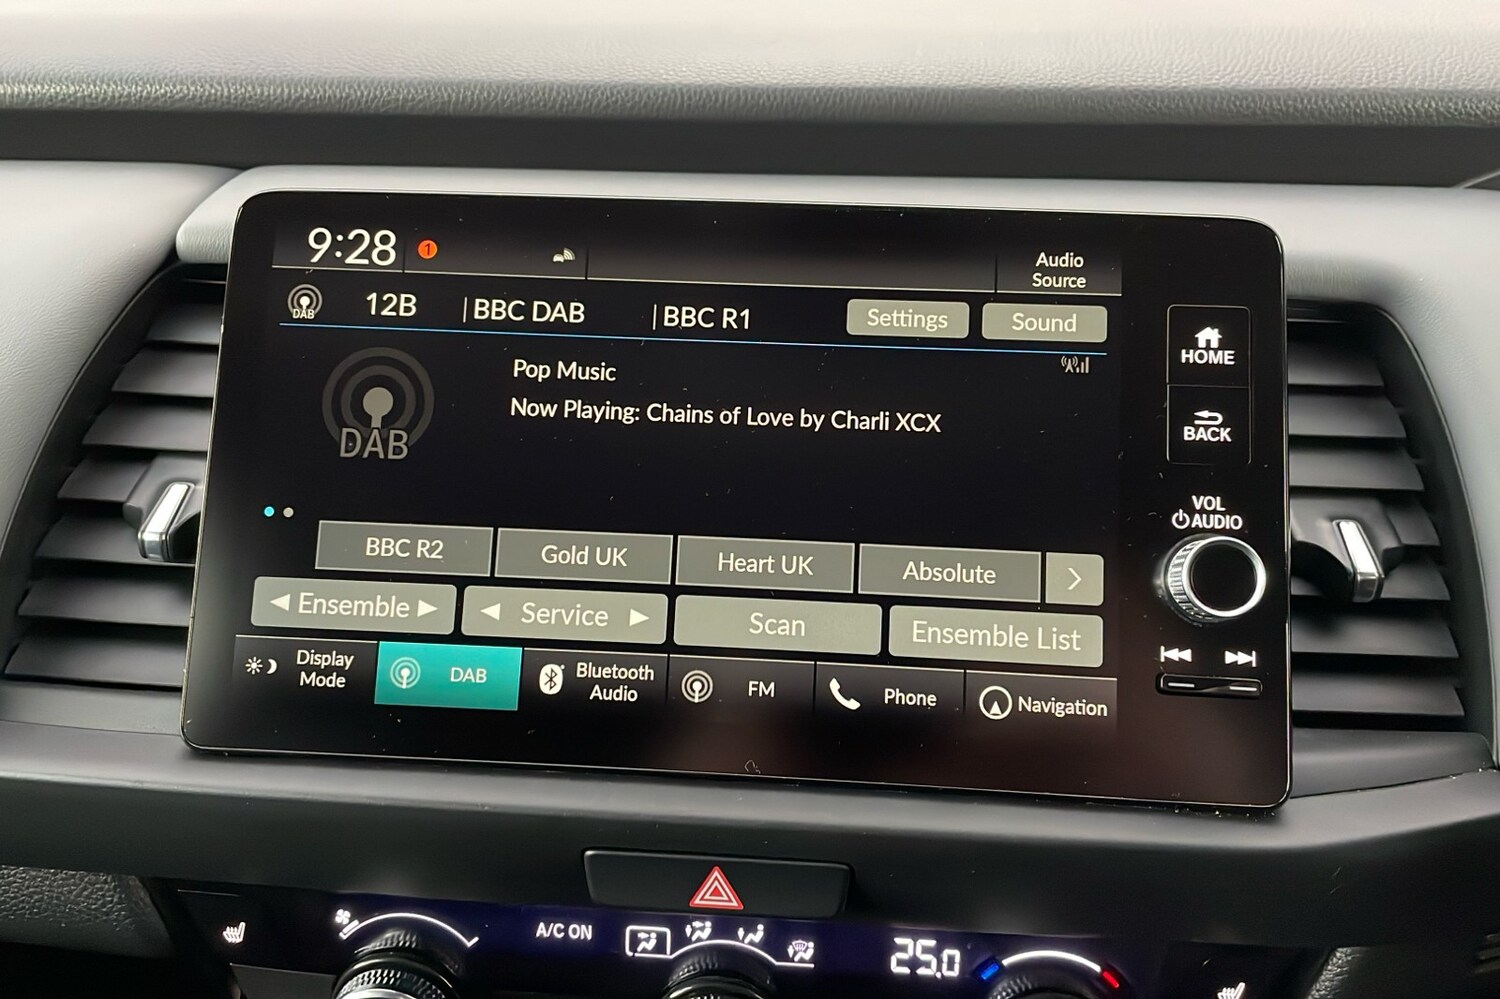 9:28
1
Audio
Source
DAB
12B
BBC DAB
BBC R1
Settings
Sound
HOME
BACK
DAB
Pop Music
Now Playing: Chains of Love by Charli XCX
VOL
AUDIO
BBC R2
Gold UK
Heart UK
Absolute
Ensemble
Service
Scan
Ensemble List
Display
Mode
DAB
Bluetooth
Audio
FM
Phone
Navigation
A/C ON
25.0